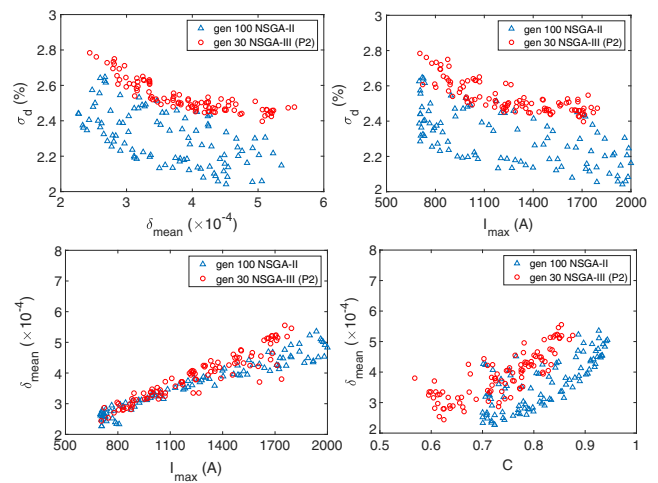 gen 100 NSGA-II
gen 30 NSGA-III (P2)
σd (%)
3
2.8
2.6
2.4
2.2
2
2 3 4 5 6
δmean (×10-4)
gen 100 NSGA-II
gen 30 NSGA-III (P2)
σd (%)
3
2.8
2.6
2.4
2.2
2
500 800 1100 1400 1700 2000
Imax (A)
gen 100 NSGA-II
gen 30 NSGA-III (P2)
δmean (×10-4)
8
7
6
5
4
3
2
500 800 1100 1400 1700 2000
Imax (A)
gen 100 NSGA-II
gen 30 NSGA-III (P2)
δmean (×10-4)
8
7
6
5
4
3
2
0.5 0.6 0.7 0.8 0.9 1
C